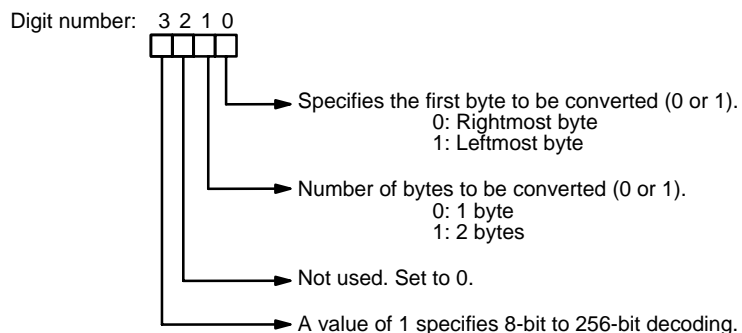 Digit number: 3 2 1 0
Specifies the first byte to be converted (0 or 1).
0: Rightmost byte
1: Leftmost byte
Number of bytes to be converted (0 or 1).
0: 1 byte
1: 2 bytes
Not used. Set to 0.
A value of 1 specifies 8-bit to 256-bit decoding.